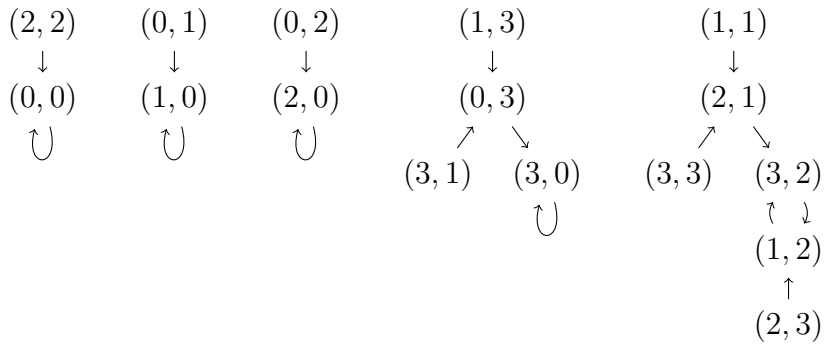 (2, 2) (0, 1) (0, 2) (1, 3) (1, 1)
(0, 0) (1, 0) (2, 0) (0, 3) (2, 1)
(3, 1) (3, 0) (3, 3) (3, 2)
(1, 2)
(2, 3)